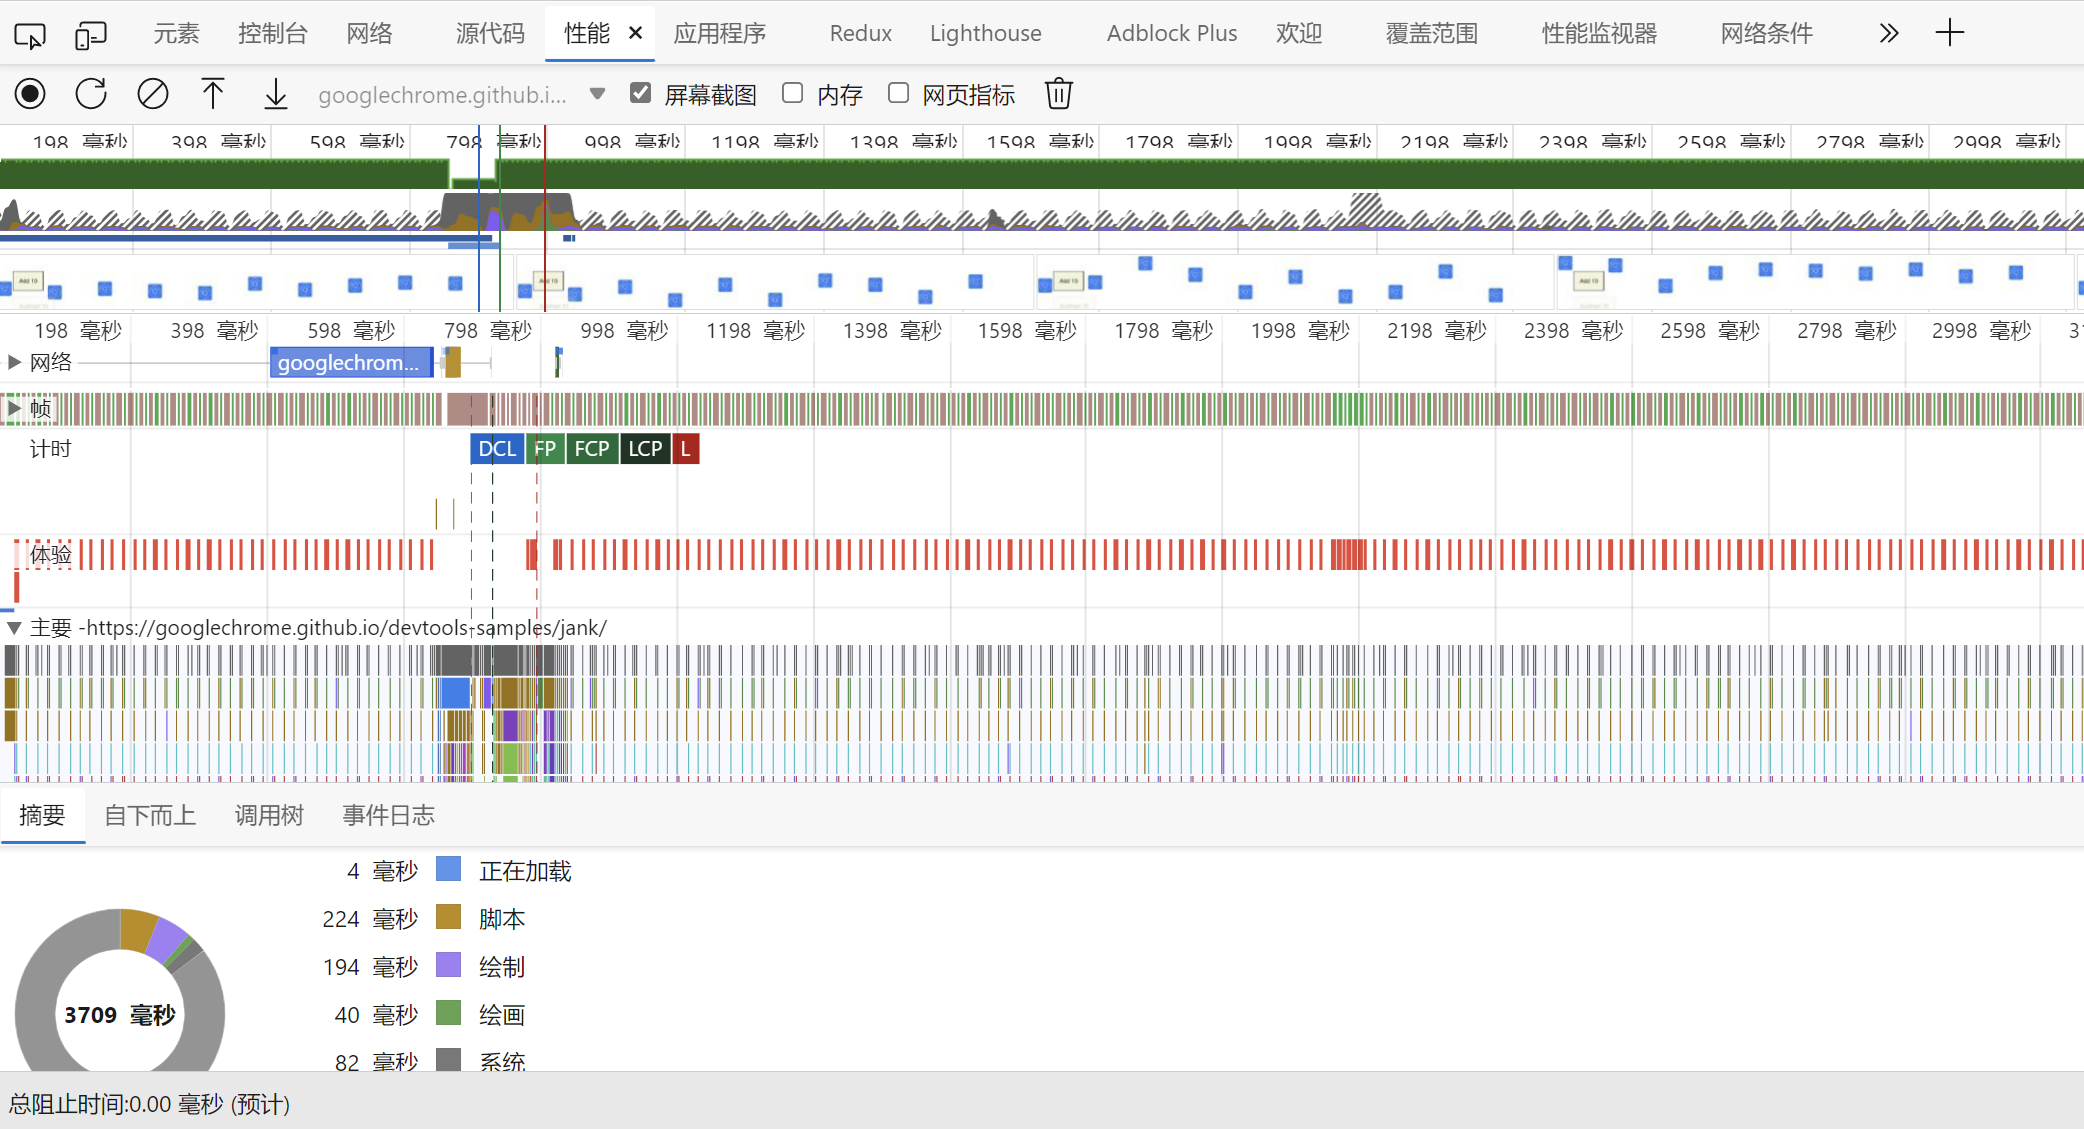 元素 控制台 网络 源代码 性能 × 应用程序 Redux Lighthouse Adblock Plus 欢迎 覆盖范围 性能监视器 网络条件
googlechrome.github.i... 屏幕截图 内存 网页指标
198 毫秒 398 毫秒 598 毫秒 798 毫秒 998 毫秒 1198 毫秒 1398 毫秒 1598 毫秒 1798 毫秒 1998 毫秒 2198 毫秒 2398 毫秒 2598 毫秒 2798 毫秒 2998 毫秒
Add 10 Add 10 Add 10 Add 10
198 毫秒 398 毫秒 598 毫秒 798 毫秒 998 毫秒 1198 毫秒 1398 毫秒 1598 毫秒 1798 毫秒 1998 毫秒 2198 毫秒 2398 毫秒 2598 毫秒 2798 毫秒 2998 毫秒
网络 googlechrom...
帧
计时 DCL FP FCP LCP L
体验
主要 -https://googlechrome.github.io/devtools-samples/jank/
摘要 自下而上 调用树 事件日志
4 毫秒 正在加载
224 毫秒 脚本
194 毫秒 绘制
3709 毫秒
40 毫秒 绘画
82 毫秒 系统
总阻止时间:0.00 毫秒 (预计)